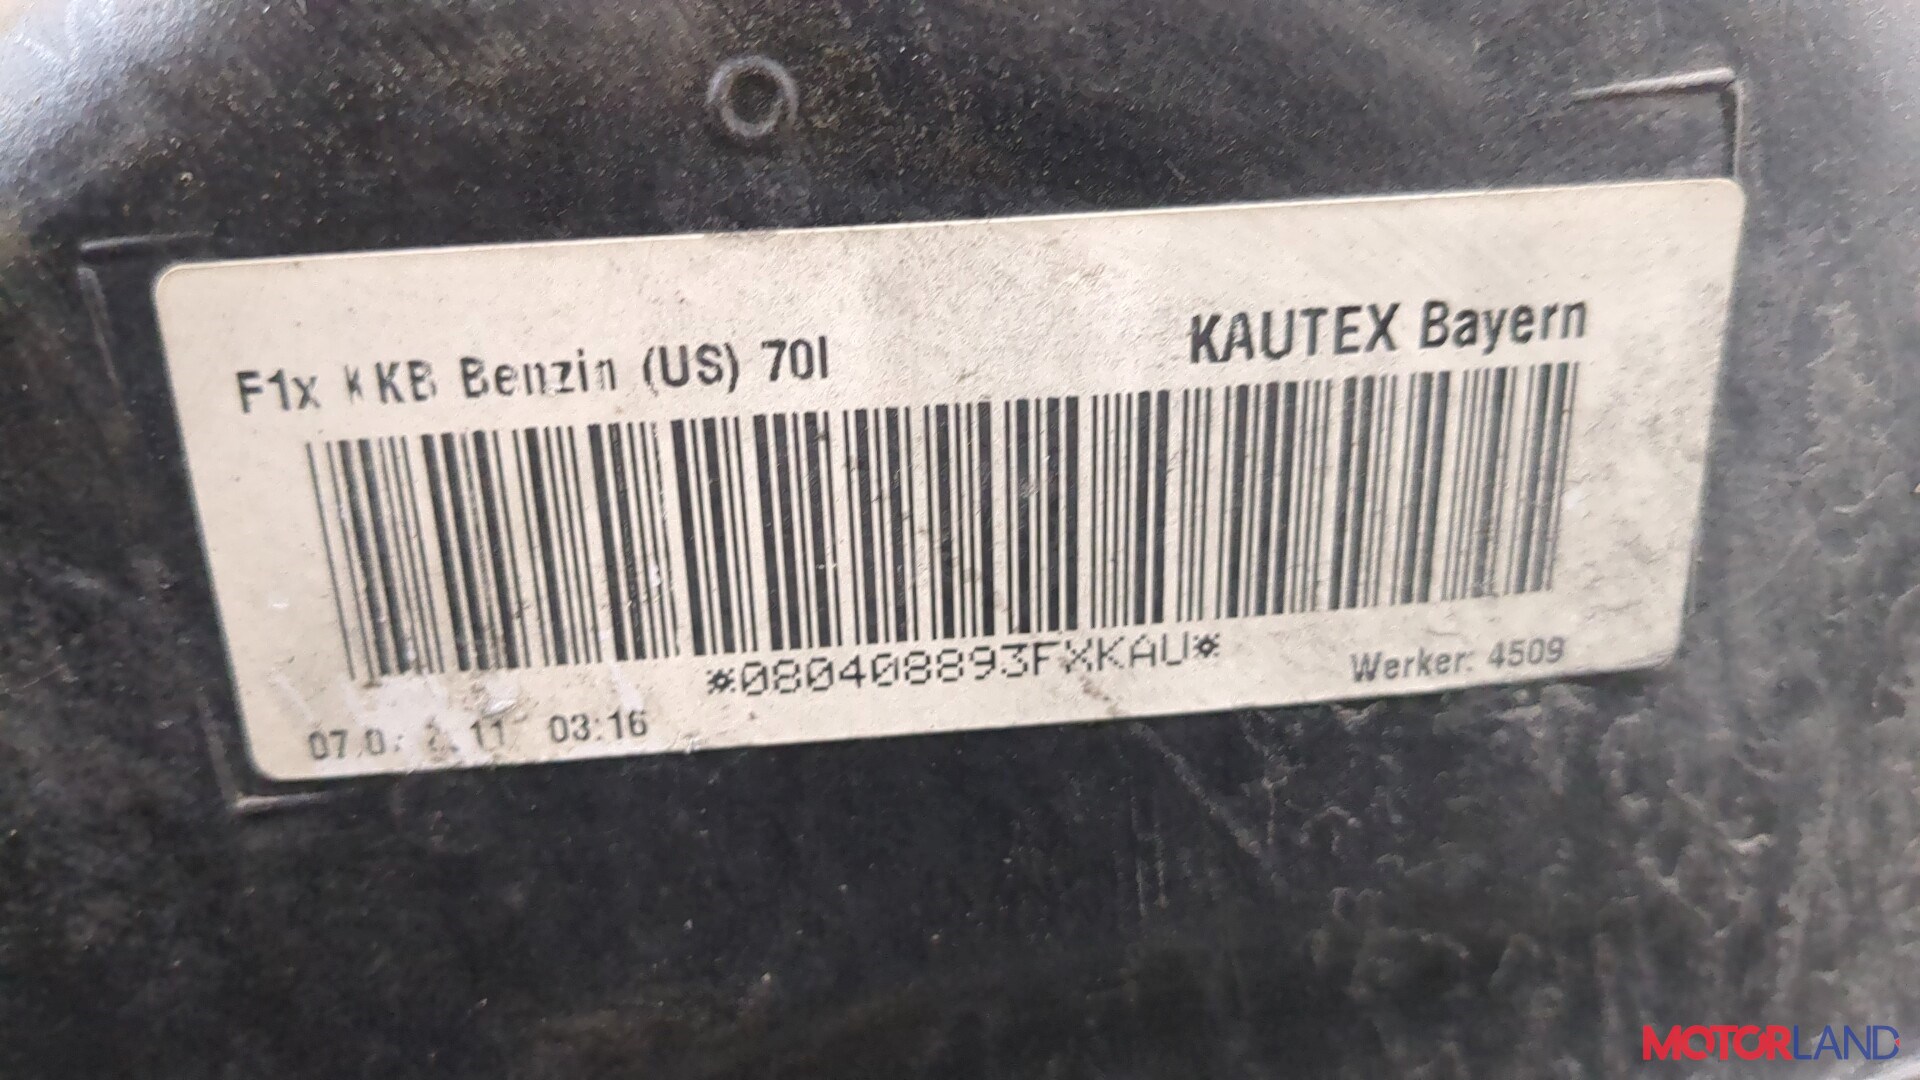 F1x KKB Benzin (US) 70l
KAUTEX Bayern
*080408893FXKAU*
Werker: 4509
03:16
MOTORLAND